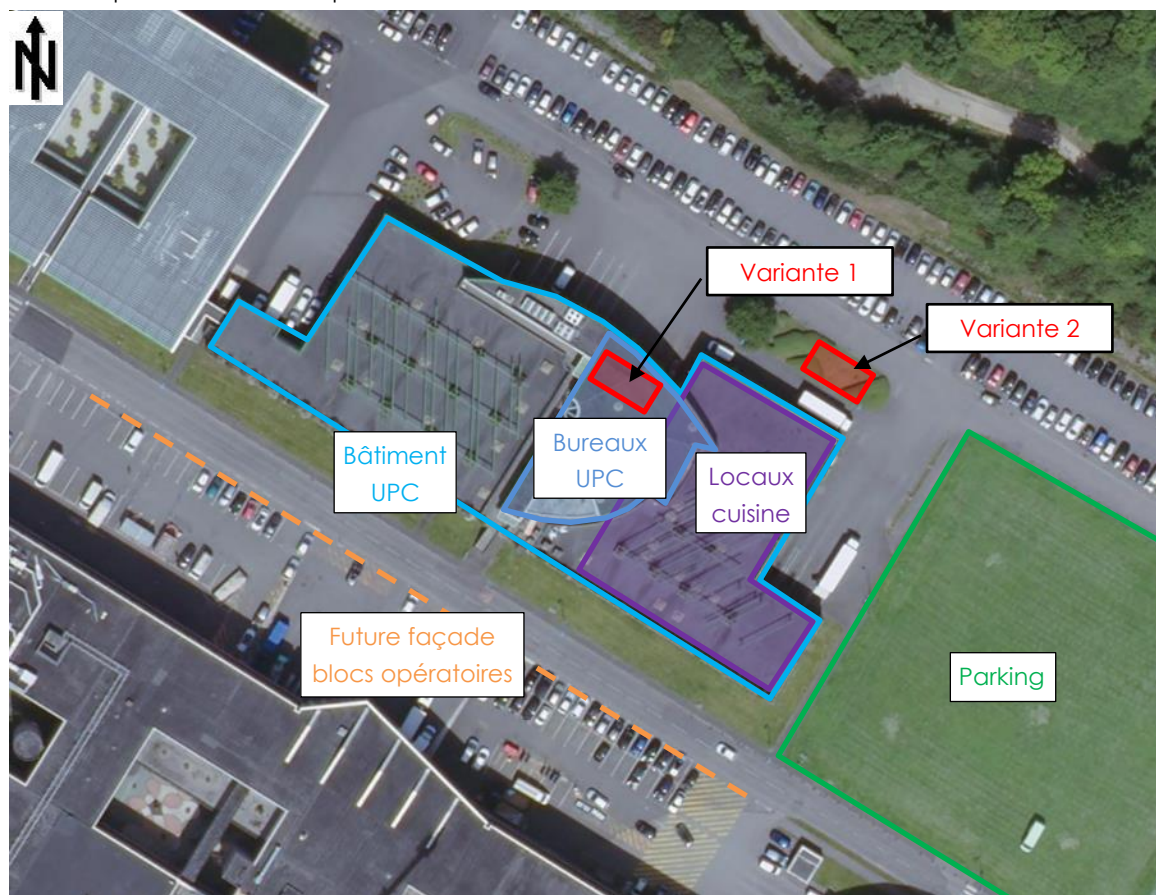 N
Variante 1
Variante 2
Bâtiment
UPC
Bureaux
UPC
Locaux
cuisine
Future façade
blocs opératoires
Parking